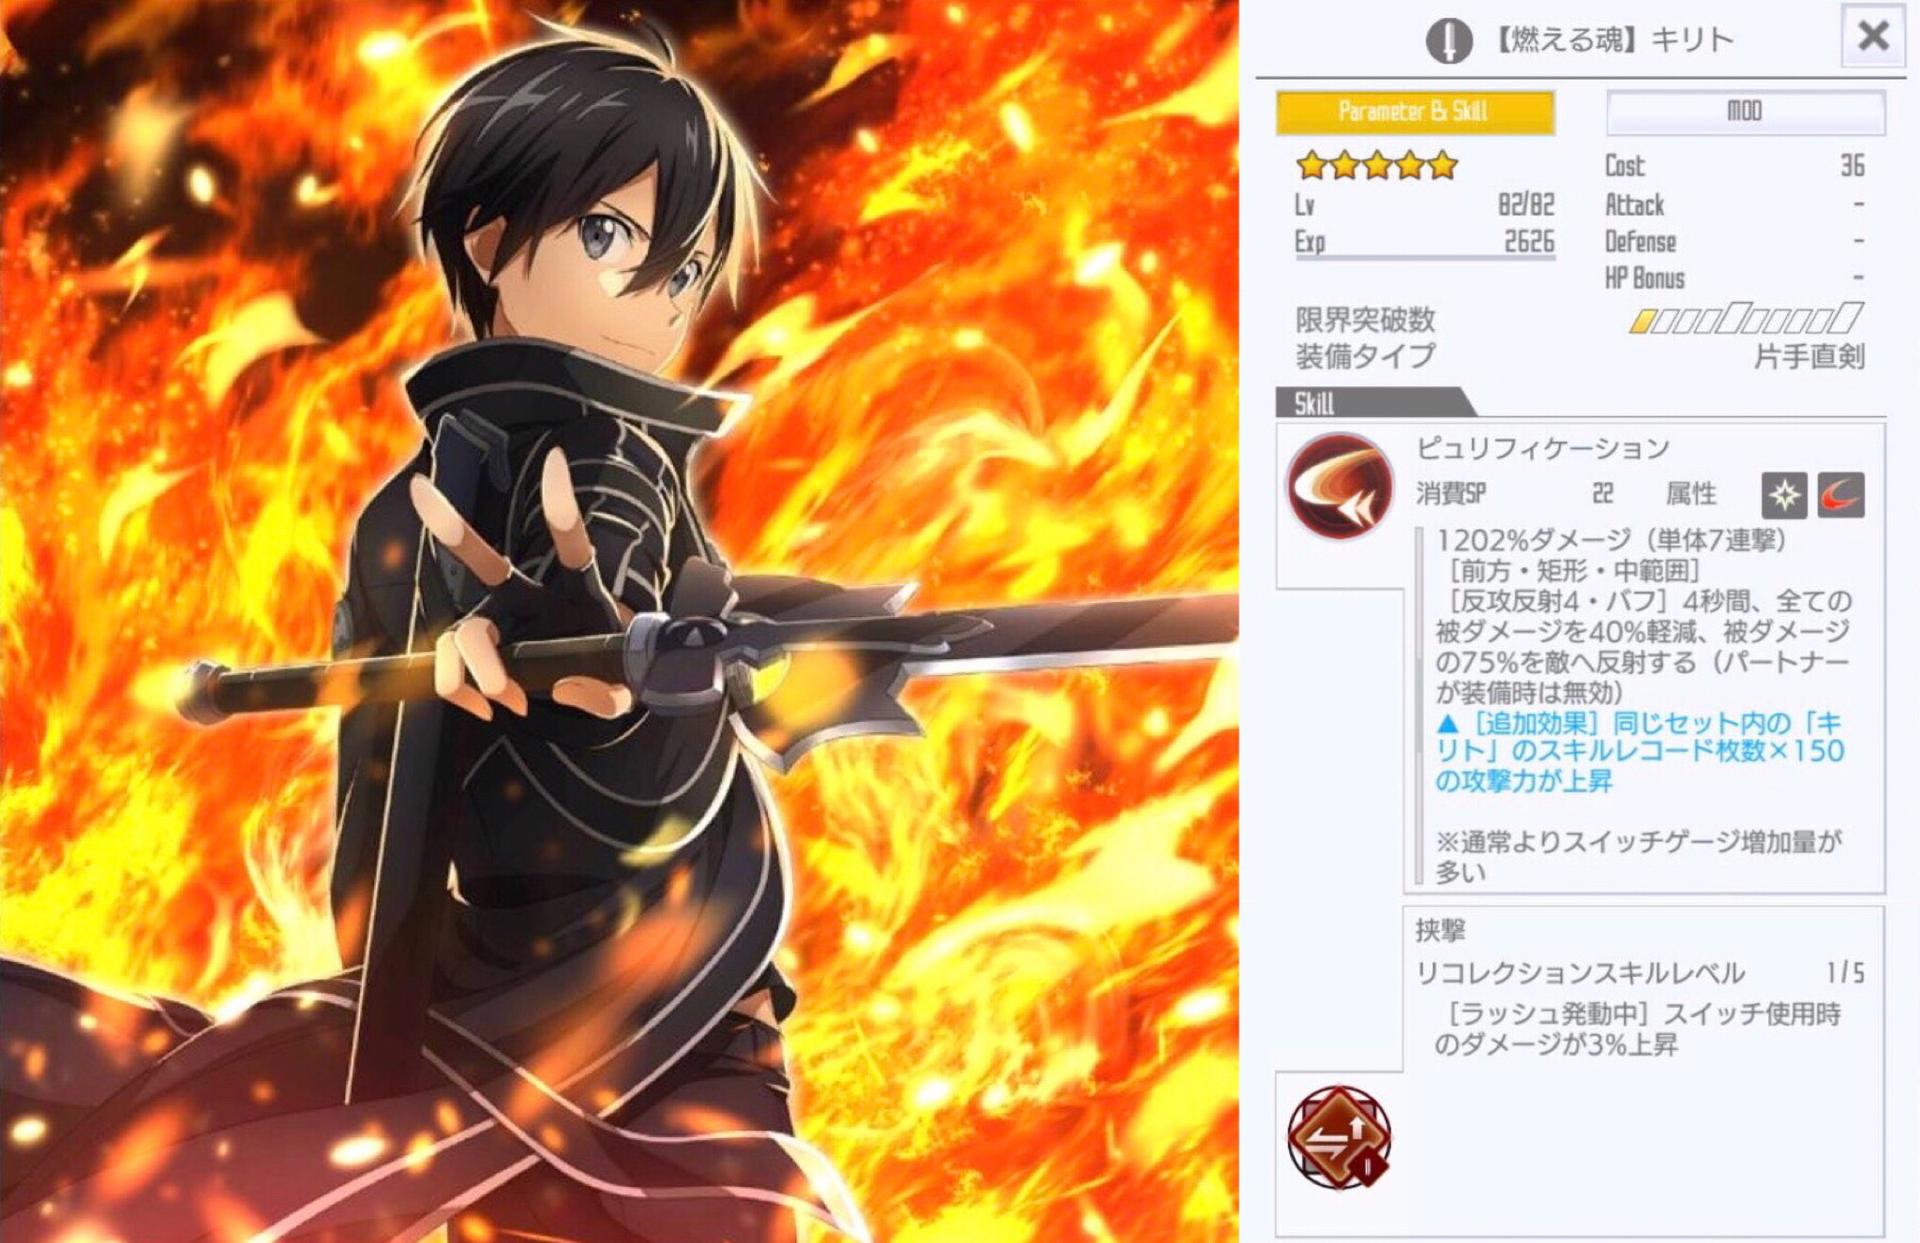 【燃える魂】キリト
Parameter & Skill
MOD
Cost 36
Lv 82/82
Attack -
Exp 2626
Defense -
HP Bonus -
限界突破数
装備タイプ 片手直剣
Skill
ピュリフィケーション
消費SP 22 属性
1202%ダメージ（単体7連撃）
［前方・矩形・中範囲］
［反攻反射4・バフ］4秒間、全ての
被ダメージを40%軽減、被ダメージ
の75%を敵へ反射する（パートナー
が装備時は無効）
▲［追加効果］同じセット内の「キ
リト」のスキルレコード枚数×150
の攻撃力が上昇
※通常よりスイッチゲージ増加量が
多い
挟撃
リコレクションスキルレベル 1/5
［ラッシュ発動中］スイッチ使用時
のダメージが3%上昇